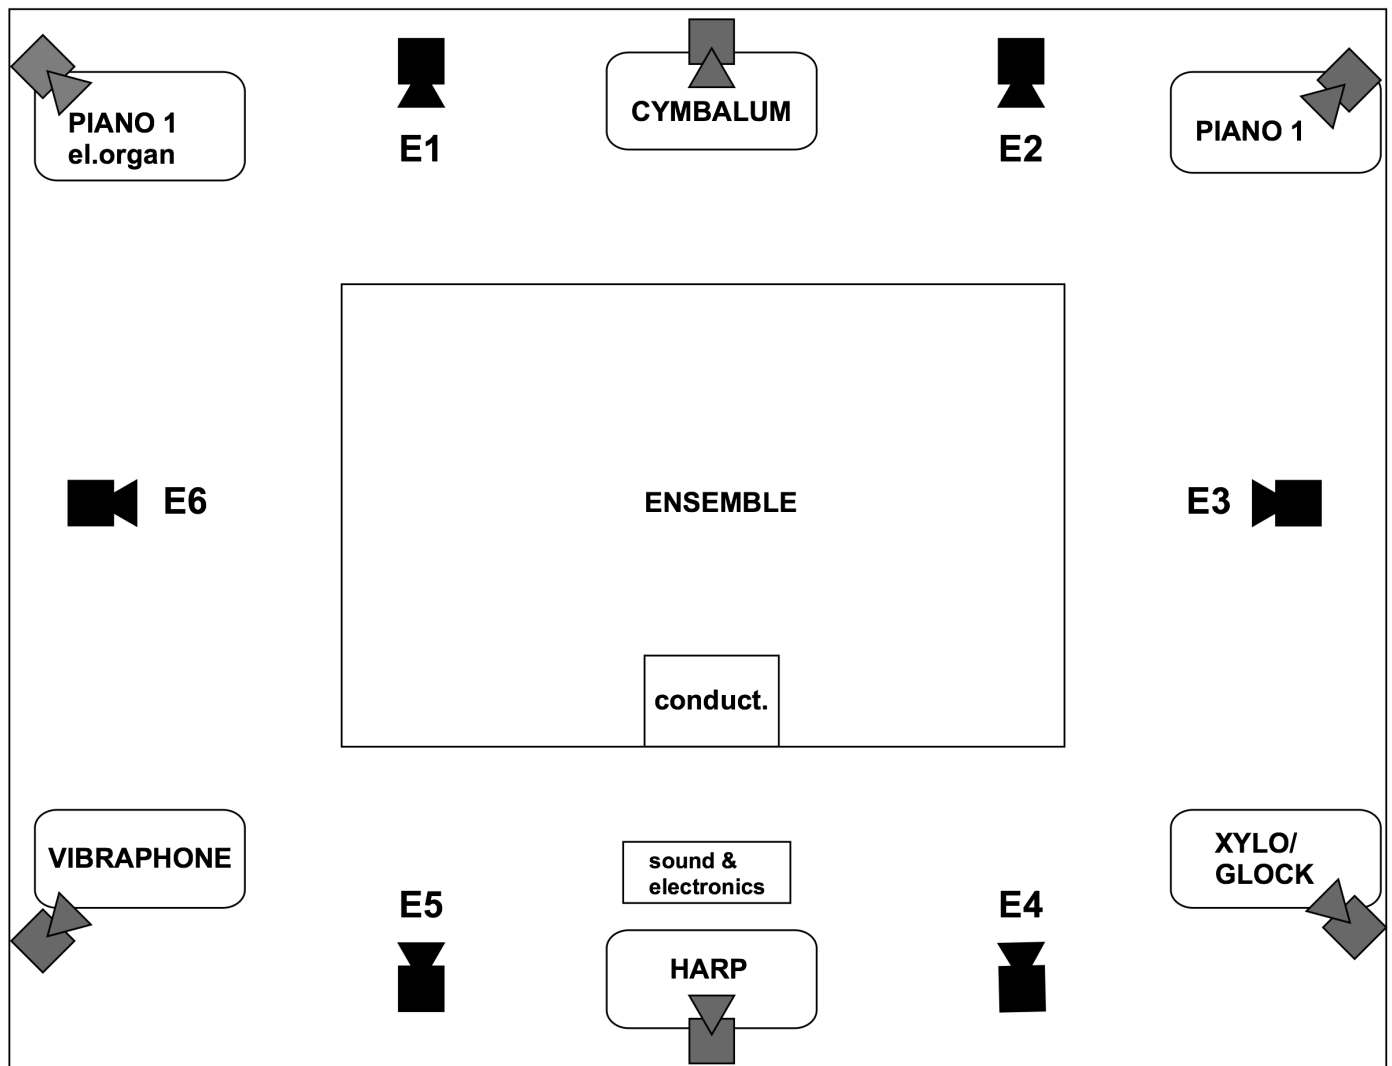 PIANO 1
el.organ
E1
CYMBALUM
E2
PIANO 1
E6
ENSEMBLE
E3
conduct.
VIBRAPHONE
sound &
electronics
XYLO/
GLOCK
E5
E4
HARP